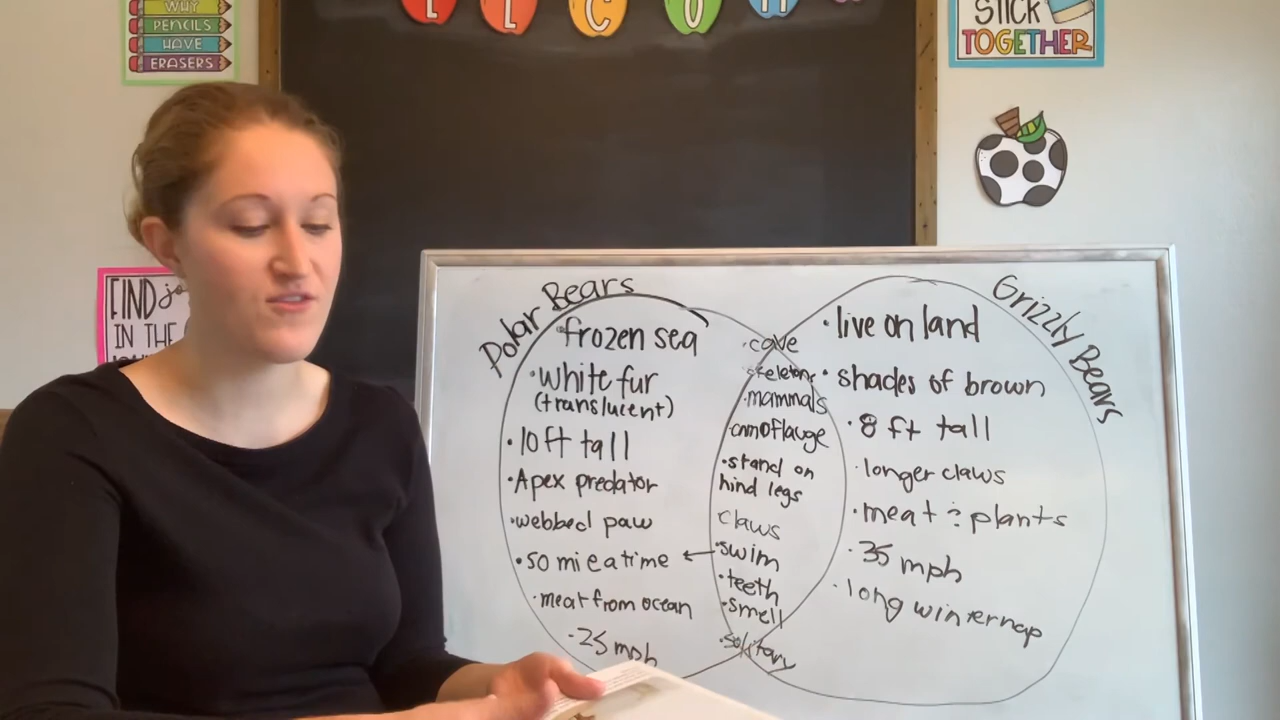 WHY
PENCILS
HAVE
ERASERS
L C O
STICK
TOGETHER
FIND
IN THE
Polar Bears
•frozen sea
•white fur
(translucent)
•10ft tall
•Apex predator
•webbed paw
•50 mi @ a time
•meat from ocean
•25 mph
•cave
•skeletons
•mammals
•camoflauge
•stand on
hind legs
claws
•swim
•teeth
•smell
•solitary
Grizzly Bears
•live on land
•shades of brown
•8 ft tall
•longer claws
•meat & plants
•35 mph
•long winter nap